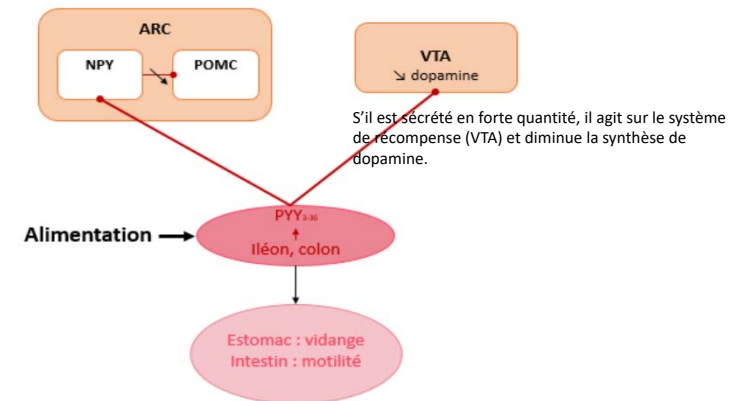 ARC
NPY
POMC
VTA
↘ dopamine
S'il est sécrété en forte quantité, il agit sur le système
de récompense (VTA) et diminue la synthèse de
dopamine.
PYY₃₋₃₆
Alimentation
Iléon, colon
Estomac : vidange
Intestin : motilité